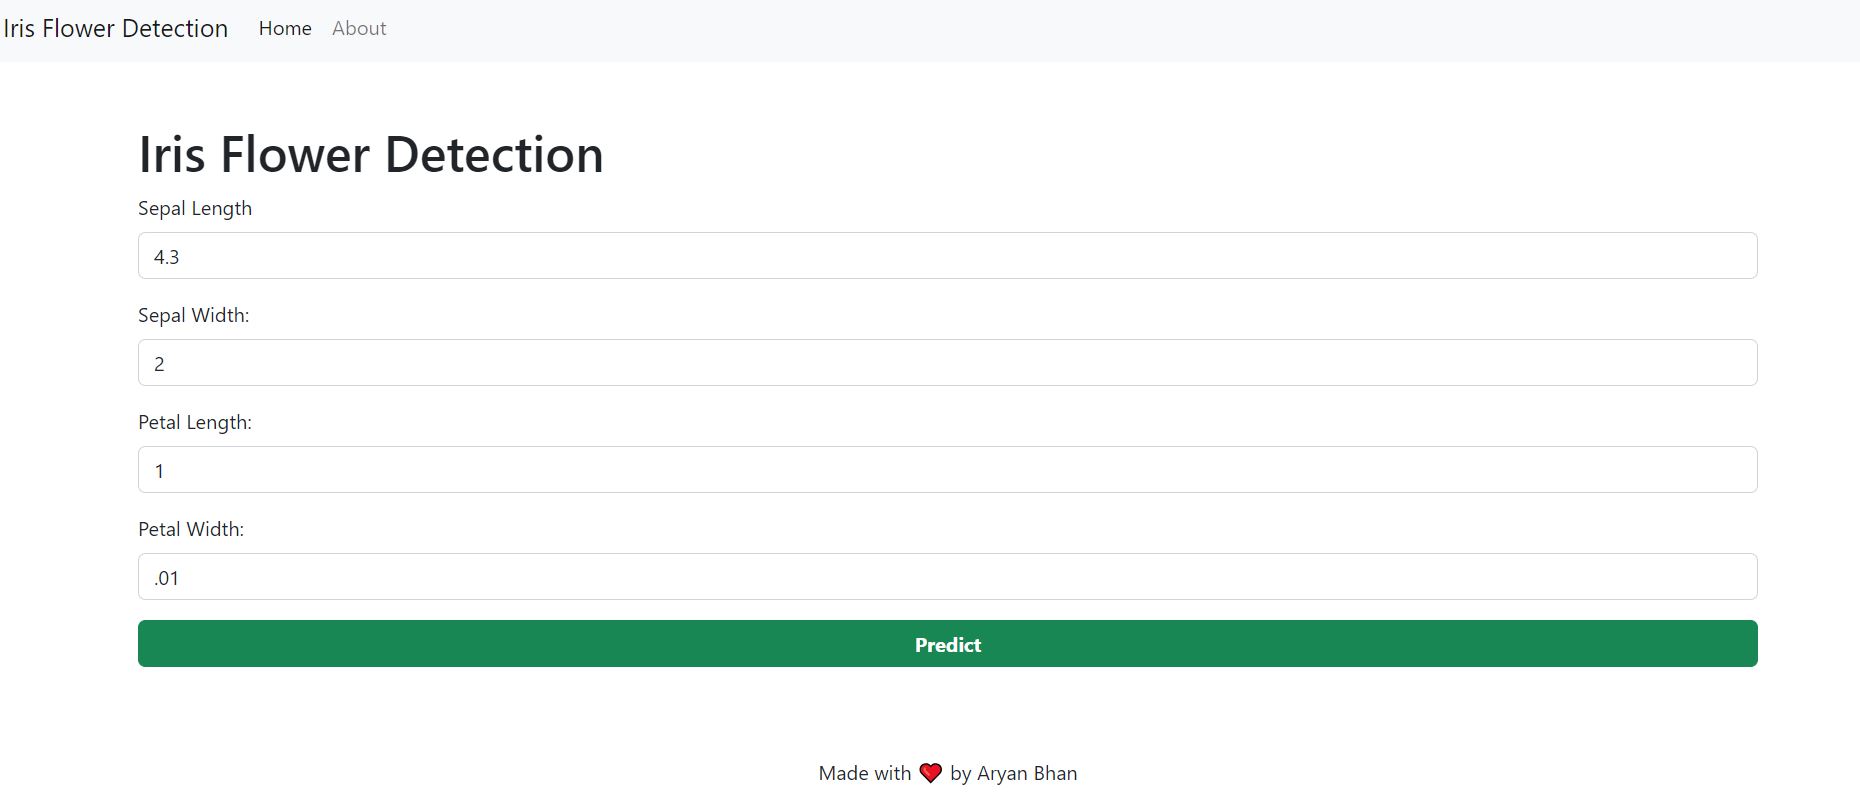 Iris Flower Detection Home About
Iris Flower Detection
Sepal Length
4.3
Sepal Width:
2
Petal Length:
1
Petal Width:
.01
Predict
Made with ❤️ by Aryan Bhan